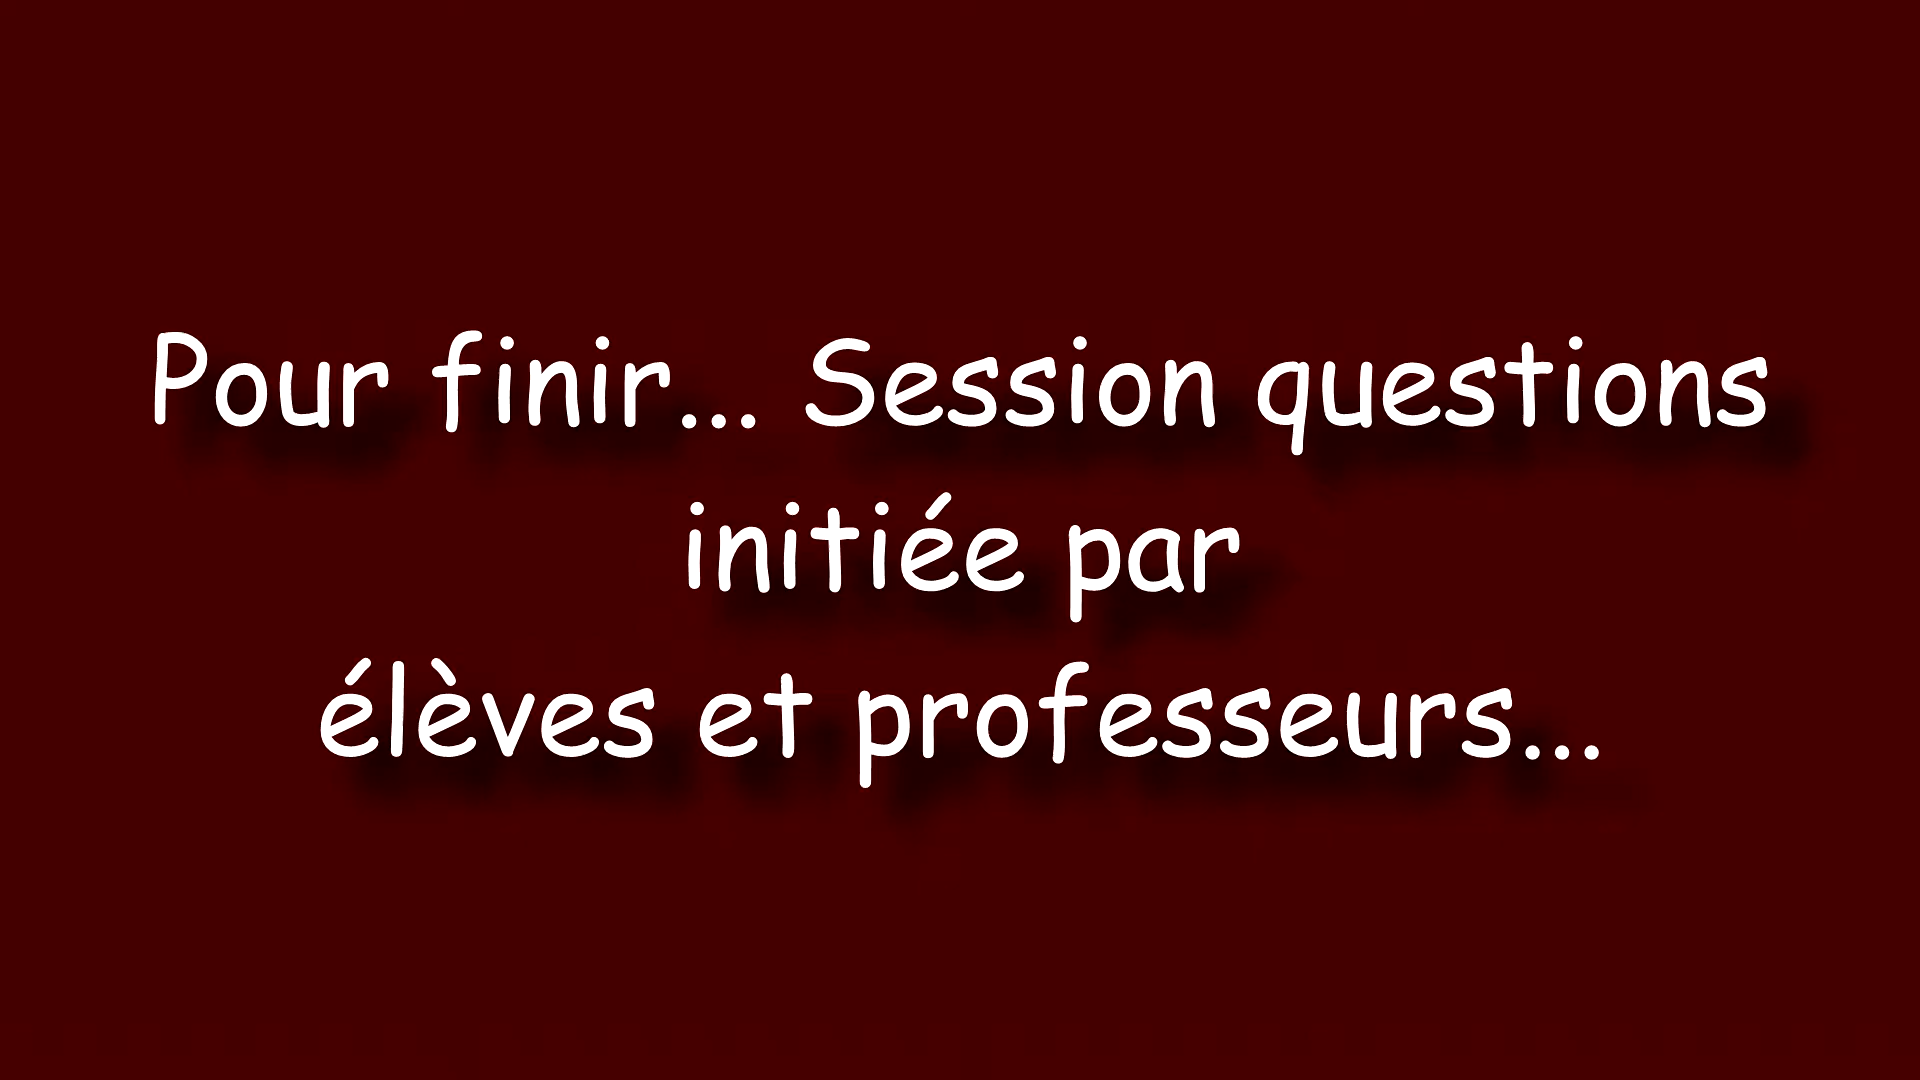 Pour finir... Session questions
initiée par
élèves et professeurs...